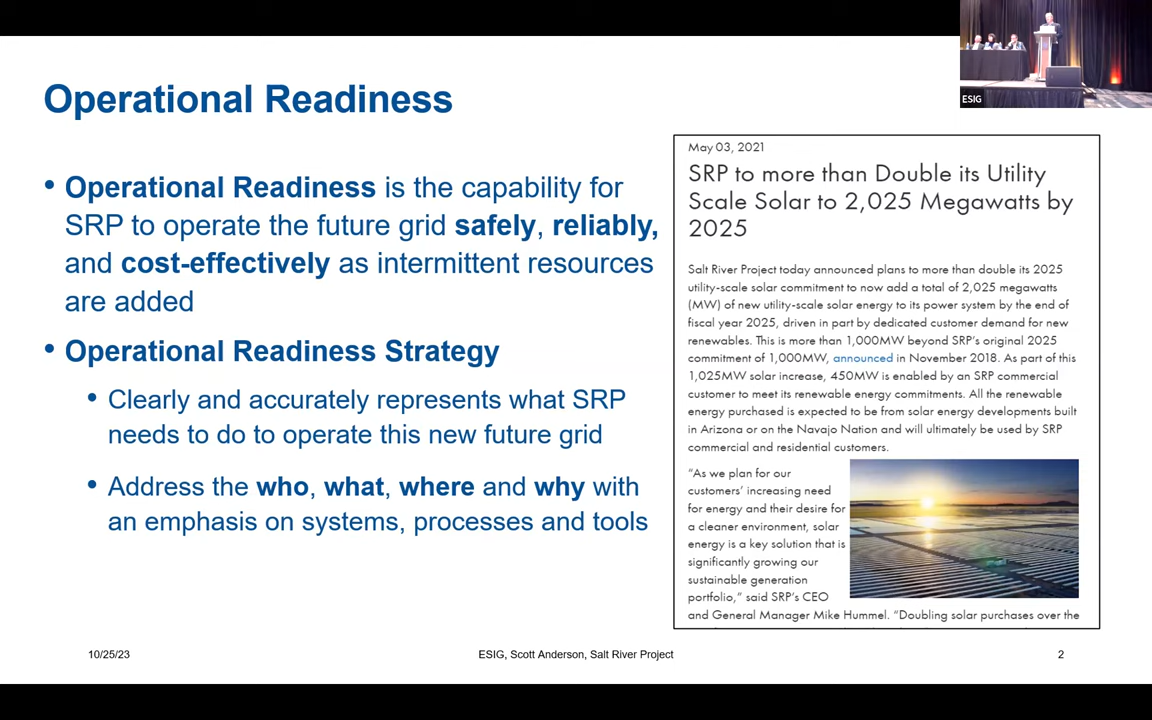 ESIG
Operational Readiness
• Operational Readiness is the capability for
SRP to operate the future grid safely, reliably,
and cost-effectively as intermittent resources
are added
• Operational Readiness Strategy
• Clearly and accurately represents what SRP
needs to do to operate this new future grid
• Address the who, what, where and why with
an emphasis on systems, processes and tools
May 03, 2021
SRP to more than Double its Utility
Scale Solar to 2,025 Megawatts by
2025
Salt River Project today announced plans to more than double its 2025
utility-scale solar commitment to now add a total of 2,025 megawatts
(MW) of new utility-scale solar energy to its power system by the end of
fiscal year 2025, driven in part by dedicated customer demand for new
renewables. This is more than 1,000MW beyond SRP's original 2025
commitment of 1,000MW, announced in November 2018. As part of this
1,025MW solar increase, 450MW is enabled by an SRP commercial
customer to meet its renewable energy commitments. All the renewable
energy purchased is expected to be from solar energy developments built
in Arizona or on the Navajo Nation and will ultimately be used by SRP
commercial and residential customers.
“As we plan for our
customers’ increasing need
for energy and their desire for
a cleaner environment, solar
energy is a key solution that is
significantly growing our
sustainable generation
portfolio,” said SRP’s CEO
and General Manager Mike Hummel. “Doubling solar purchases over the
10/25/23
ESIG, Scott Anderson, Salt River Project
2